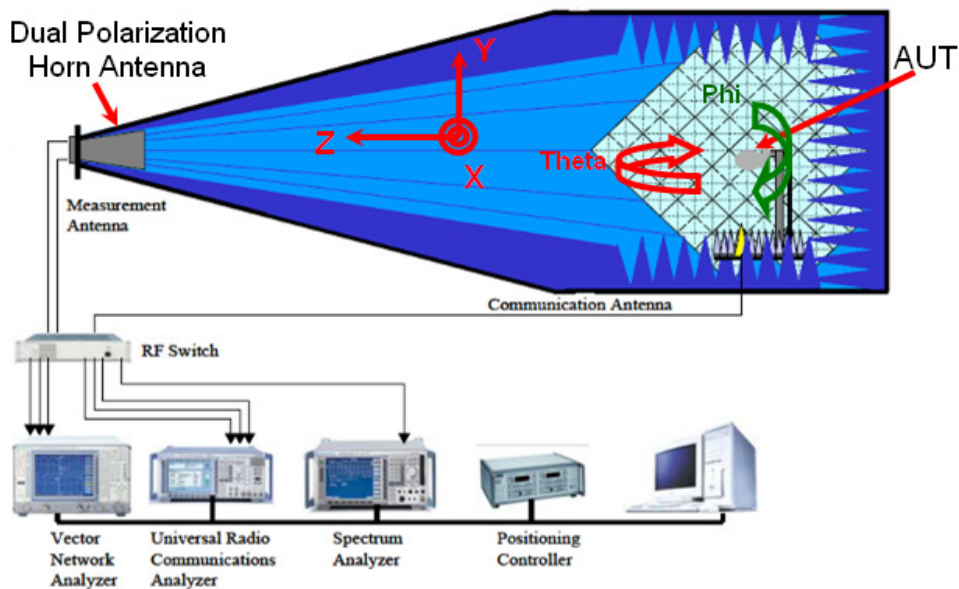 Dual Polarization
Horn Antenna
Y
Z
X
AUT
Phi
Theta
Measurement
Antenna
Communication Antenna
RF Switch
Vector
Network
Analyzer
Universal Radio
Communications
Analyzer
Spectrum
Analyzer
Positioning
Controller